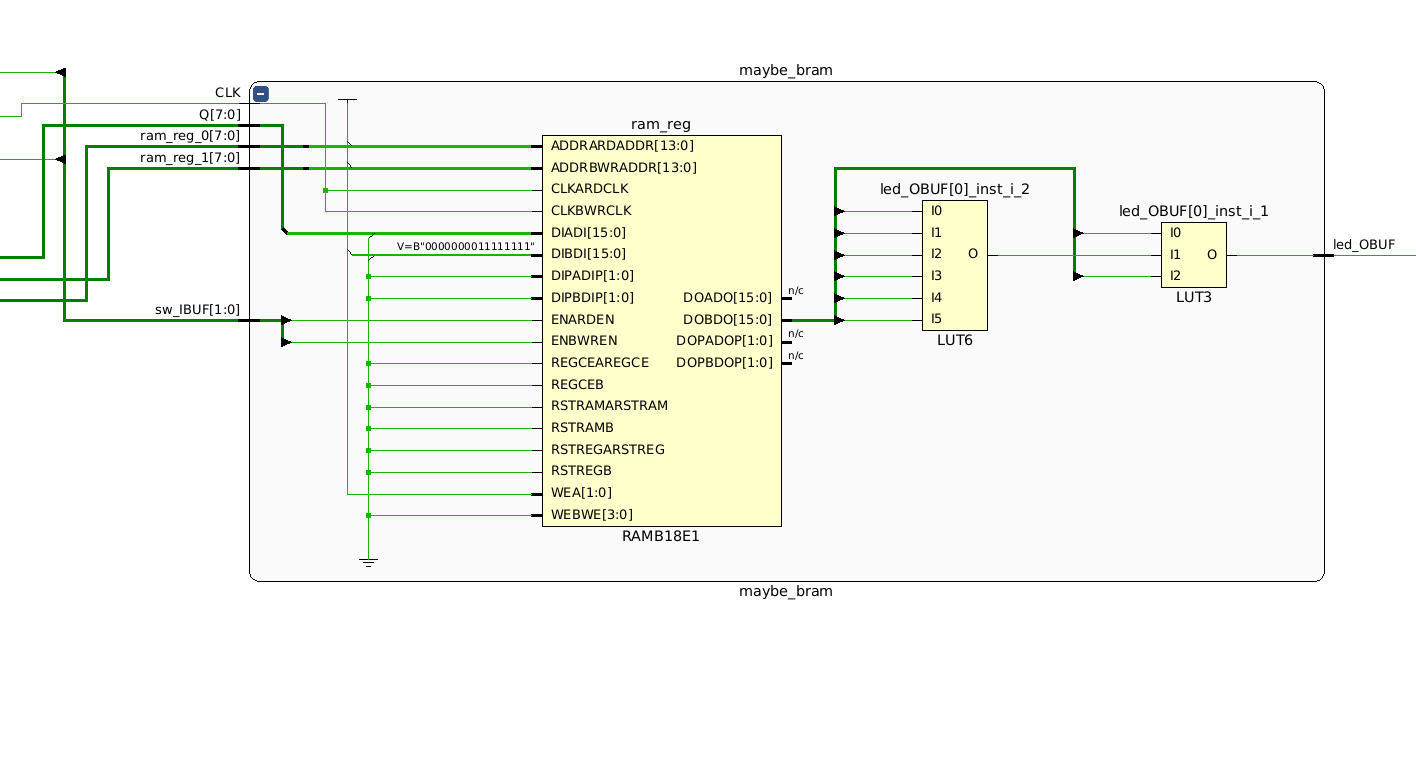 maybe_bram
CLK
Q[7:0]
ram_reg_0[7:0]
ram_reg_1[7:0]
sw_IBUF[1:0]
ram_reg
ADDRARDADDR[13:0]
ADDRBWRADDR[13:0]
CLKARDCLK
CLKBWRCLK
DIADI[15:0]
V=B"0000000011111111"
DIBDI[15:0]
DIPADIP[1:0]
DIPBDIP[1:0]
ENARDEN
ENBWREN
REGCEAREGCE
REGCEB
RSTRAMARSTRAM
RSTRAMB
RSTREGARSTREG
RSTREGB
WEA[1:0]
WEBWE[3:0]
DOADO[15:0]
n/c
DOBDO[15:0]
DOPADOP[1:0]
n/c
DOPBDOP[1:0]
n/c
RAMB18E1
led_OBUF[0]_inst_i_2
I0
I1
I2
I3
I4
I5
O
LUT6
led_OBUF[0]_inst_i_1
I0
I1
I2
O
LUT3
led_OBUF
maybe_bram